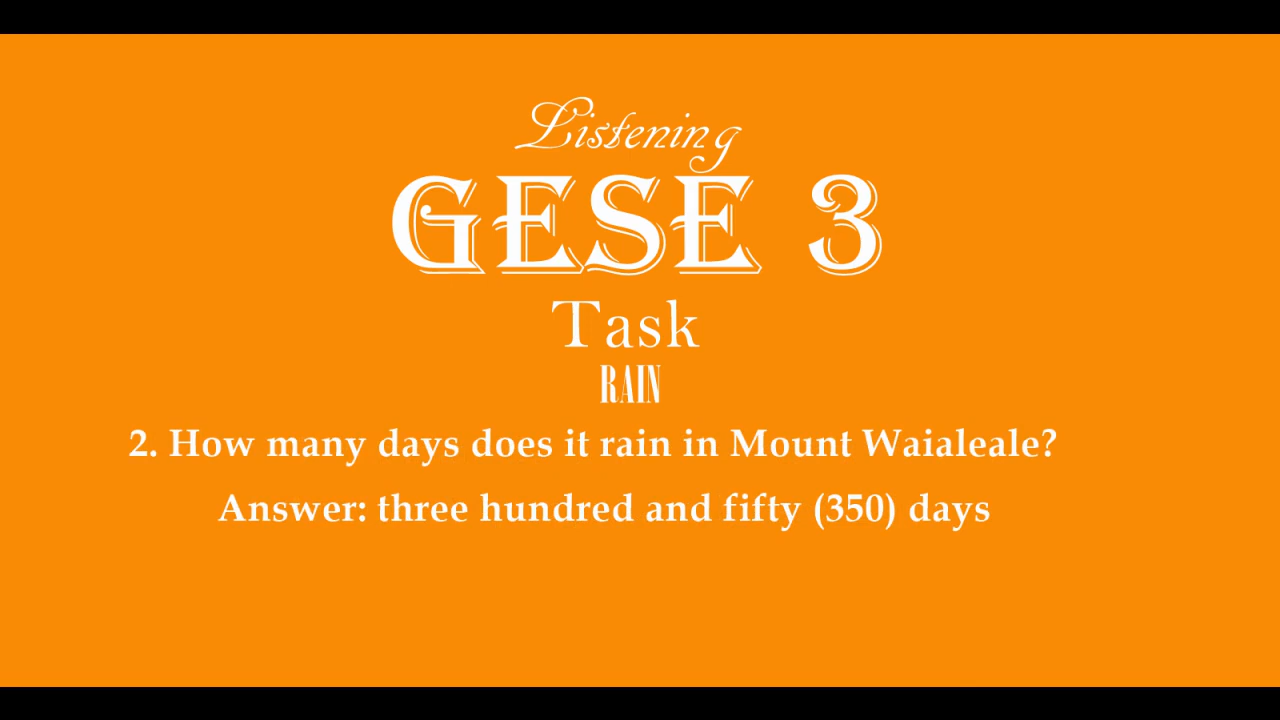 Listening
GESE 3
Task
RAIN
2. How many days does it rain in Mount Waialeale?
Answer: three hundred and fifty (350) days